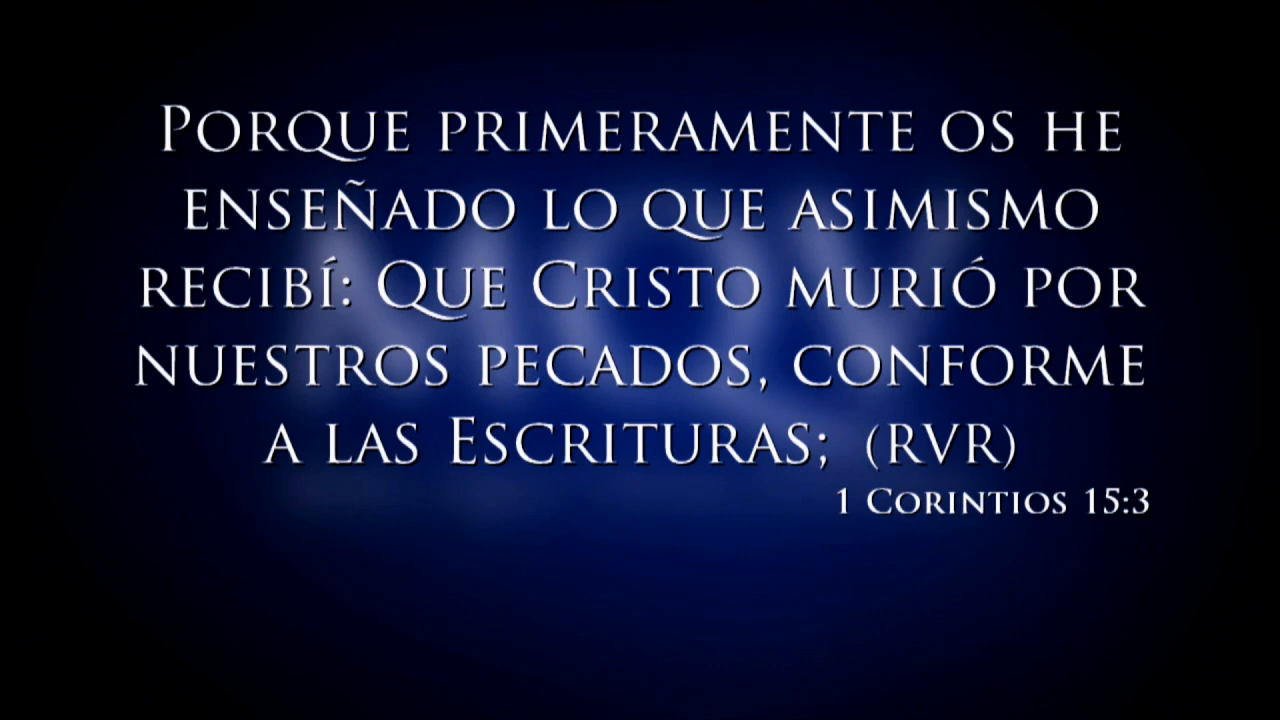 Porque primeramente os he
enseñado lo que asimismo
recibí: Que Cristo murió por
nuestros pecados, conforme
a las Escrituras; (RVR)
1 Corintios 15:3